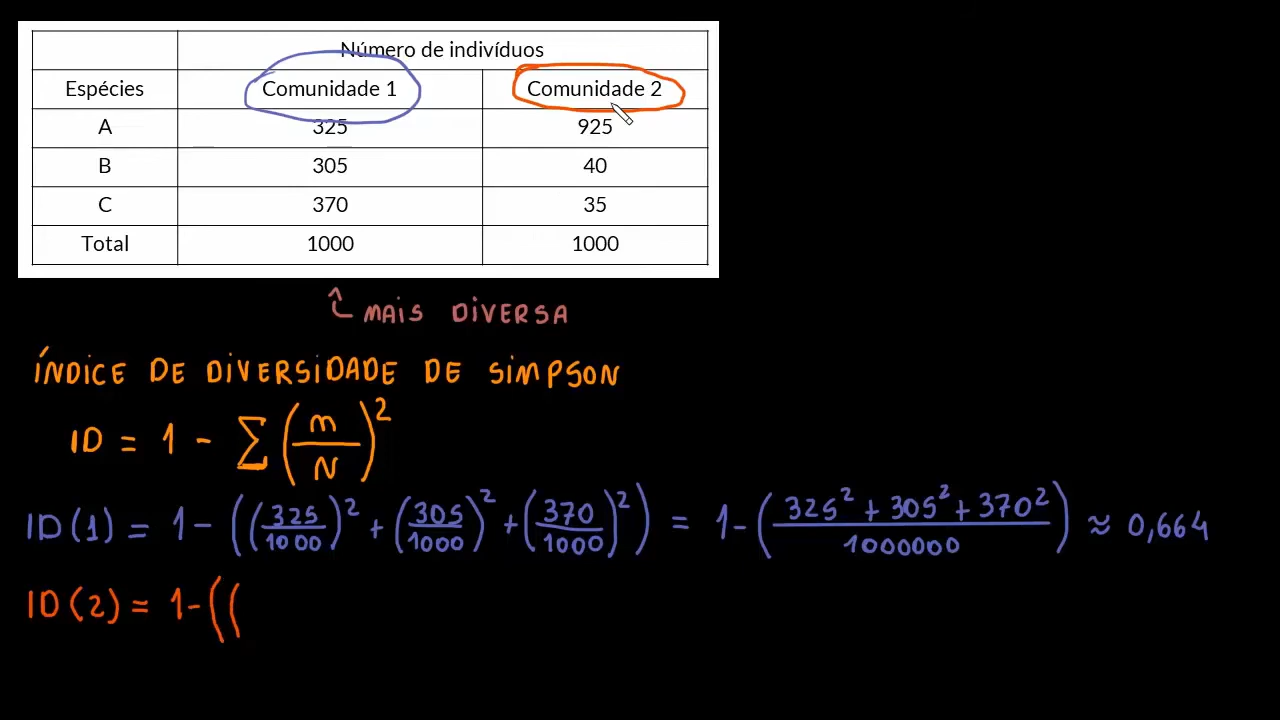 Número de indivíduos
Espécies Comunidade 1 Comunidade 2
A 325 925
B 305 40
C 370 35
Total 1000 1000
MAIS DIVERSA
ÍNDICE DE DIVERSIDADE DE SIMPSON
ID = 1 - ∑ (n/N)²
ID(1) = 1 - ((325/1000)² + (305/1000)² + (370/1000)²) = 1 - ((325² + 305² + 370²)/1000000) ≈ 0,664
ID(2) = 1 - ((